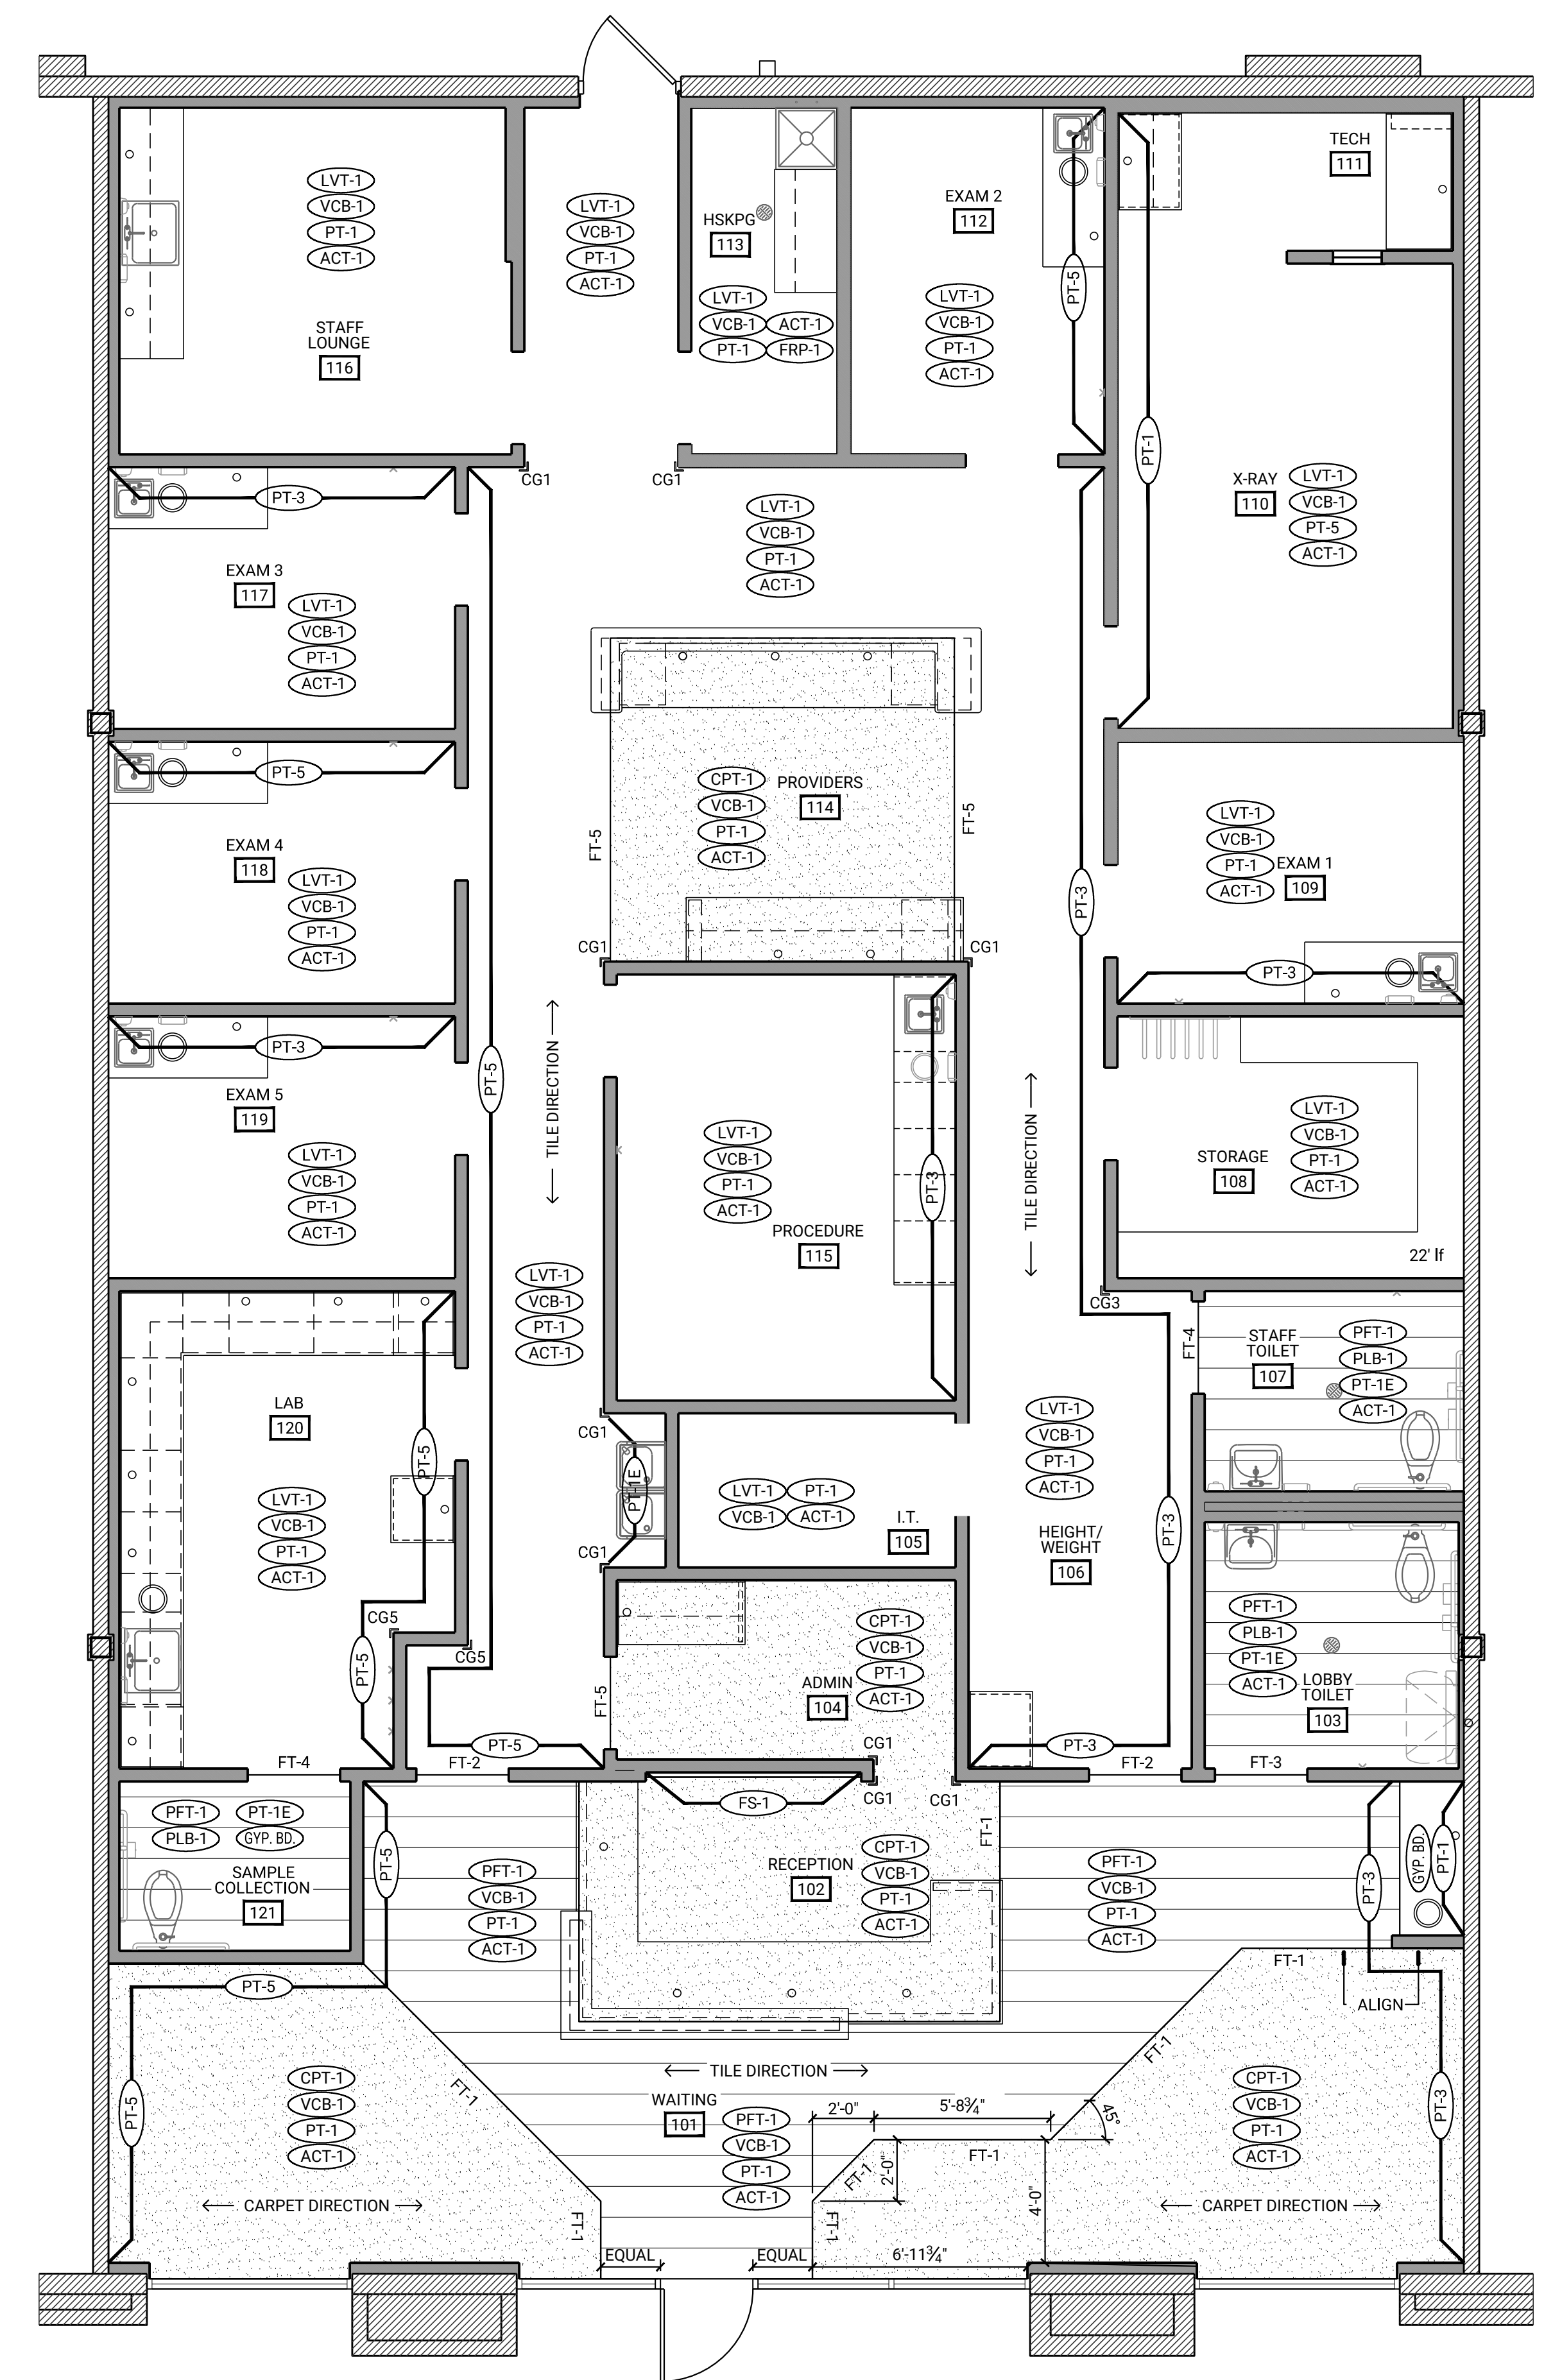 TECH
111
LVT-1
VCB-1
PT-1
ACT-1
LVT-1
VCB-1
PT-1
ACT-1
HSKPG
113
LVT-1
VCB-1 ACT-1
PT-1 FRP-1
EXAM 2
112
LVT-1
VCB-1
PT-1
ACT-1
PT-5
STAFF
LOUNGE
116
PT-1
X-RAY
110
LVT-1
VCB-1
PT-5
ACT-1
CG1
CG1
PT-3
LVT-1
VCB-1
PT-1
ACT-1
EXAM 3
117
LVT-1
VCB-1
PT-1
ACT-1
PT-5
EXAM 4
118
LVT-1
VCB-1
PT-1
ACT-1
CPT-1
VCB-1
PT-1
ACT-1
PROVIDERS
114
FT-5
FT-5
CG1
CG1
PT-3
LVT-1
VCB-1
PT-1
ACT-1
EXAM 1
109
PT-3
PT-3
EXAM 5
119
LVT-1
VCB-1
PT-1
ACT-1
PT-5
TILE DIRECTION
LVT-1
VCB-1
PT-1
ACT-1
PROCEDURE
115
PT-3
TILE DIRECTION
STORAGE
108
LVT-1
VCB-1
PT-1
ACT-1
22' lf
LVT-1
VCB-1
PT-1
ACT-1
CG3
FT-4
STAFF
TOILET
107
PFT-1
PLB-1
PT-1E
ACT-1
LAB
120
LVT-1
VCB-1
PT-1
ACT-1
PT-5
CG1
PT-1E
CG1
LVT-1 PT-1
VCB-1 ACT-1
I.T.
105
LVT-1
VCB-1
PT-1
ACT-1
HEIGHT/
WEIGHT
106
PT-3
PFT-1
PLB-1
PT-1E
ACT-1
LOBBY
TOILET
103
CG5
PT-5
CG5
FT-5
CPT-1
VCB-1
PT-1
ACT-1
ADMIN
104
CG1
PT-5
PT-3
FT-4
FT-2
FT-2
FT-3
PFT-1 PT-1E
PLB-1 GYP. BD.
SAMPLE
COLLECTION
121
PT-5
FS-1
CG1
CG1
FT-1
PFT-1
VCB-1
PT-1
ACT-1
RECEPTION
102
CPT-1
VCB-1
PT-1
ACT-1
PFT-1
VCB-1
PT-1
ACT-1
PT-3
GYP. BD.
PT-1
PT-5
FT-1
ALIGN
PT-5
CPT-1
VCB-1
PT-1
ACT-1
FT-1
TILE DIRECTION
WAITING
101
PFT-1
VCB-1
PT-1
ACT-1
2'-0"
5'-8¾"
45°
FT-1
FT-1
FT-1
2'-0"
4'-0"
CPT-1
VCB-1
PT-1
ACT-1
PT-3
CARPET DIRECTION
CARPET DIRECTION
FT-1
FT-1
EQUAL
EQUAL
6'-11¾"